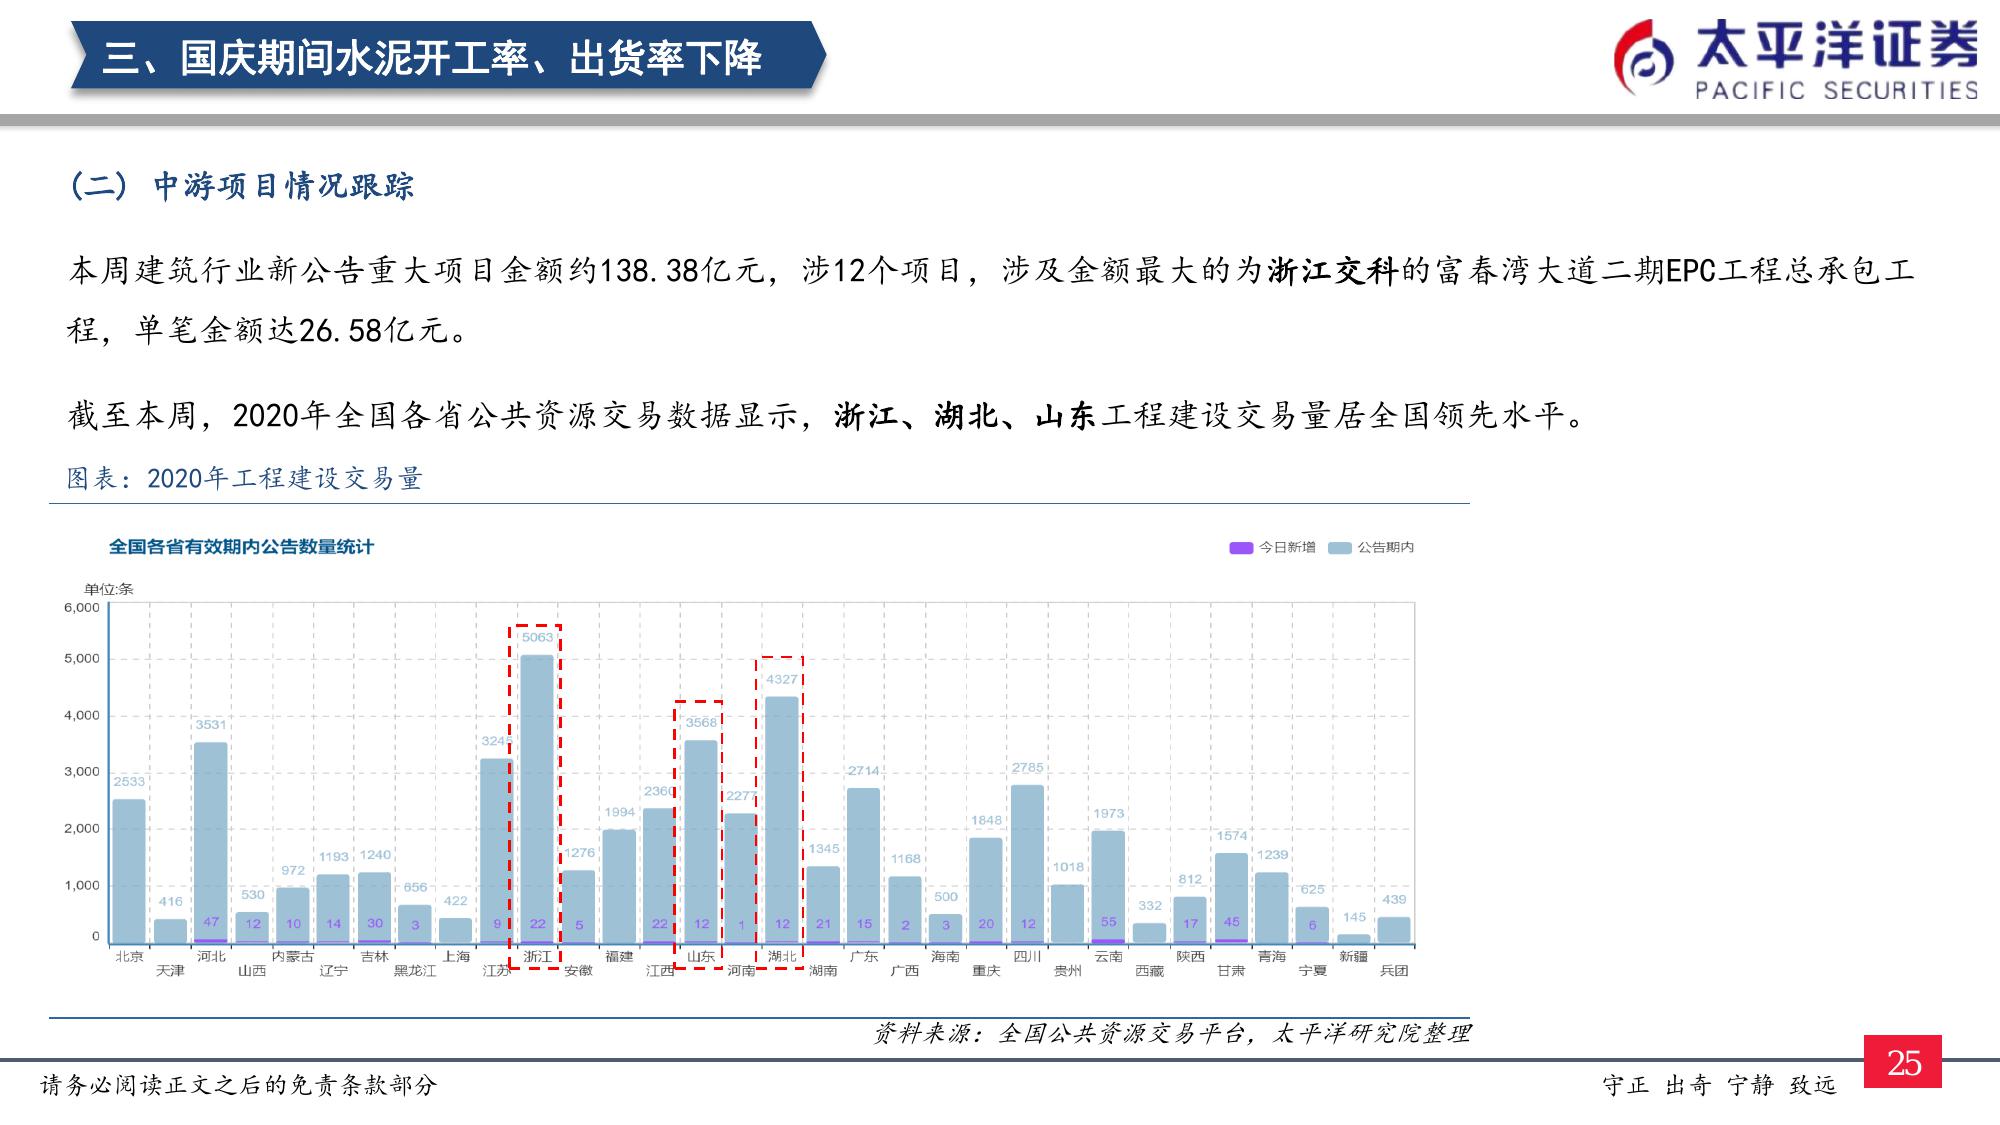 三、国庆期间水泥开工率、出货率下降
太平洋证券
PACIFIC SECURITIES
(二) 中游项目情况跟踪
本周建筑行业新公告重大项目金额约138.38亿元，涉12个项目，涉及金额最大的为浙江交科的富春湾大道二期EPC工程总承包工
程，单笔金额达26.58亿元。
截至本周，2020年全国各省公共资源交易数据显示，浙江、湖北、山东工程建设交易量居全国领先水平。
图表：2020年工程建设交易量
全国各省有效期内公告数量统计
今日新增 公告期内
单位:条
6,000
5,000
4,000
3,000
2,000
1,000
0
2533 416 3531 530 972 1193 1240 656 422 3245 5063 1276 1994 2360 3568 2277 4327 1345 2714 1168 500 1848 2785 1018 1973 332 812 1574 1239 625 145 439
47 12 10 14 30 3 9 22 5 22 12 1 12 21 15 2 3 20 12 55 17 45 6
北京 河北 内蒙古 吉林 上海 浙江 福建 山东 湖北 广东 海南 四川 云南 陕西 青海 新疆
天津 山西 辽宁 黑龙江 江苏 安徽 江西 河南 湖南 广西 重庆 贵州 西藏 甘肃 宁夏 兵团
资料来源：全国公共资源交易平台，太平洋研究院整理
请务必阅读正文之后的免责条款部分
守正 出奇 宁静 致远
25